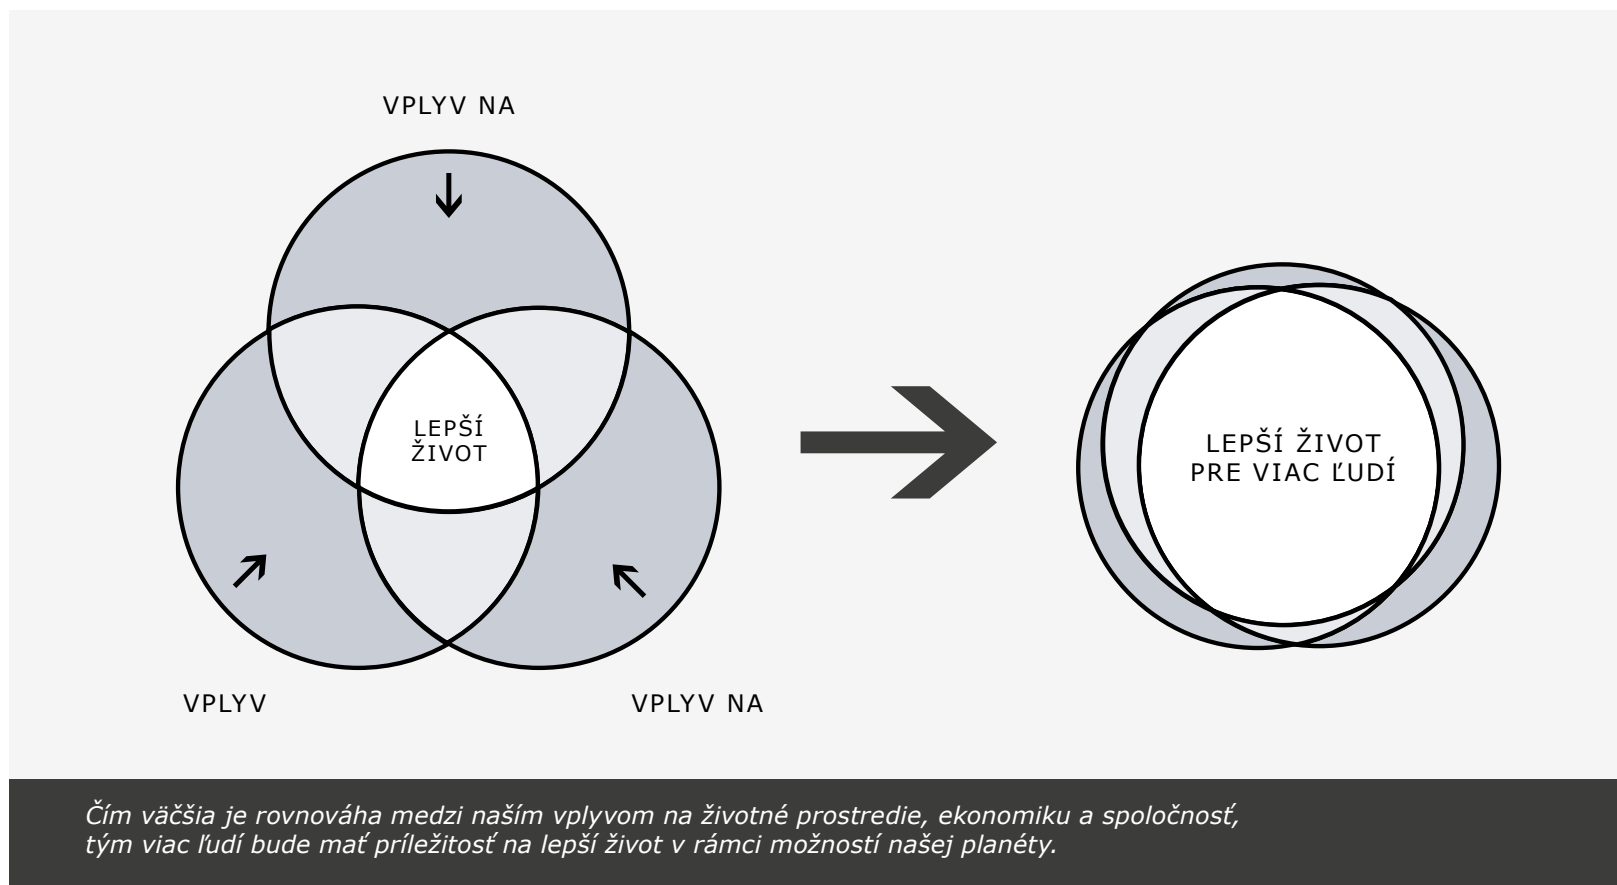 VPLYV NA
LEPŠÍ
ŽIVOT
VPLYV
VPLYV NA
LEPŠÍ ŽIVOT
PRE VIAC ĽUDÍ
Čím väčšia je rovnováha medzi naším vplyvom na životné prostredie, ekonomiku a spoločnosť,
tým viac ľudí bude mať príležitosť na lepší život v rámci možností našej planéty.